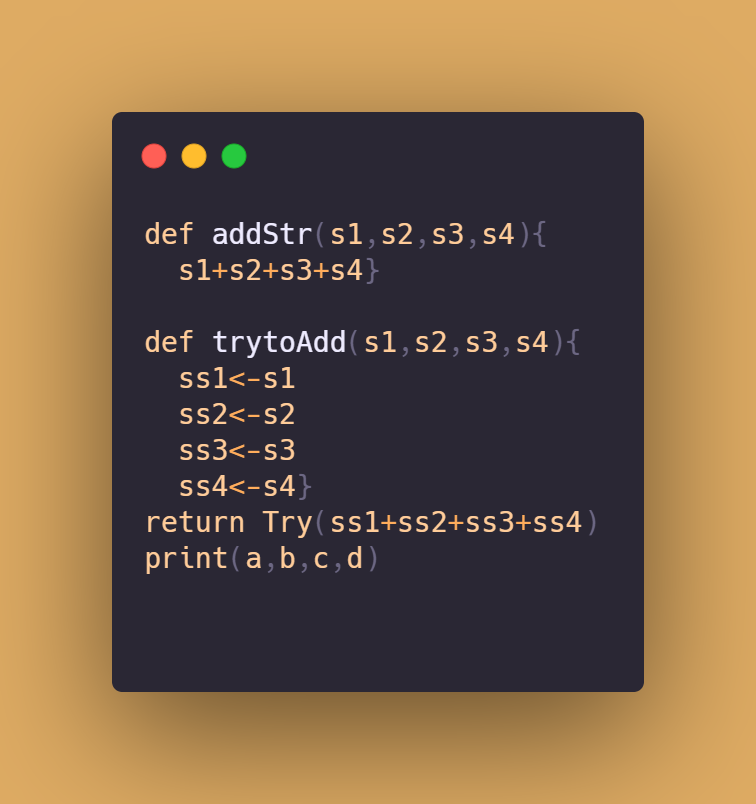 def addStr(s1,s2,s3,s4){
  s1+s2+s3+s4}
def trytoAdd(s1,s2,s3,s4){
  ss1<-s1
  ss2<-s2
  ss3<-s3
  ss4<-s4}
return Try(ss1+ss2+ss3+ss4)
print(a,b,c,d)